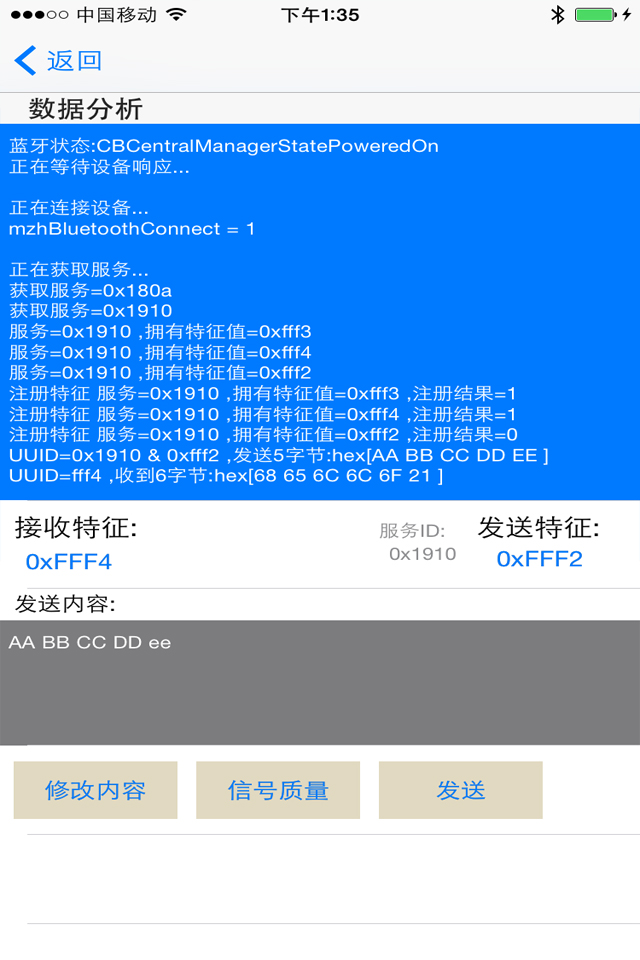 中国移动 下午1:35
返回
数据分析
蓝牙状态:CBCentralManagerStatePoweredOn
正在等待设备响应...
正在连接设备...
mzhBluetoothConnect = 1
正在获取服务...
获取服务=0x180a
获取服务=0x1910
服务=0x1910 ,拥有特征值=0xfff3
服务=0x1910 ,拥有特征值=0xfff4
服务=0x1910 ,拥有特征值=0xfff2
注册特征 服务=0x1910 ,拥有特征值=0xfff3 ,注册结果=1
注册特征 服务=0x1910 ,拥有特征值=0xfff4 ,注册结果=1
注册特征 服务=0x1910 ,拥有特征值=0xfff2 ,注册结果=0
UUID=0x1910 & 0xfff2 ,发送5字节:hex[AA BB CC DD EE ]
UUID=fff4 ,收到6字节:hex[68 65 6C 6C 6F 21 ]
接收特征: 服务ID: 发送特征:
0xFFF4 0x1910 0xFFF2
发送内容:
AA BB CC DD ee
修改内容 信号质量 发送